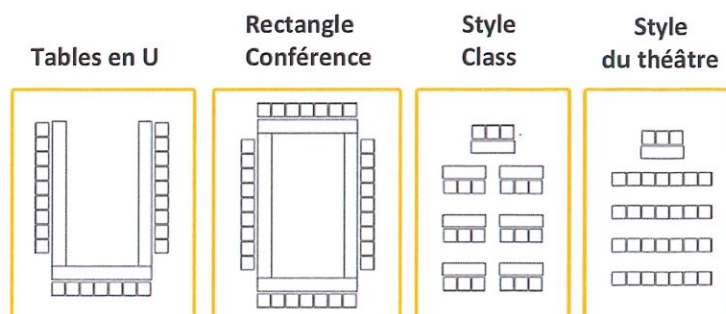 Tables en U
Rectangle
Conférence
Style
Class
Style
du théâtre